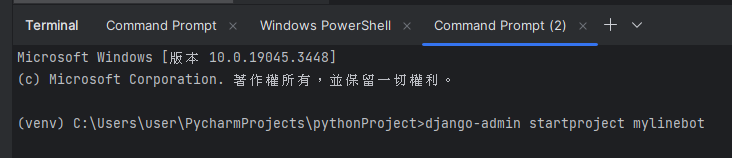 Terminal Command Prompt × Windows PowerShell × Command Prompt (2) ×
Microsoft Windows [版本 10.0.19045.3448]
(c) Microsoft Corporation. 著作權所有，並保留一切權利。
(venv) C:\Users\user\PycharmProjects\pythonProject>django-admin startproject mylinebot